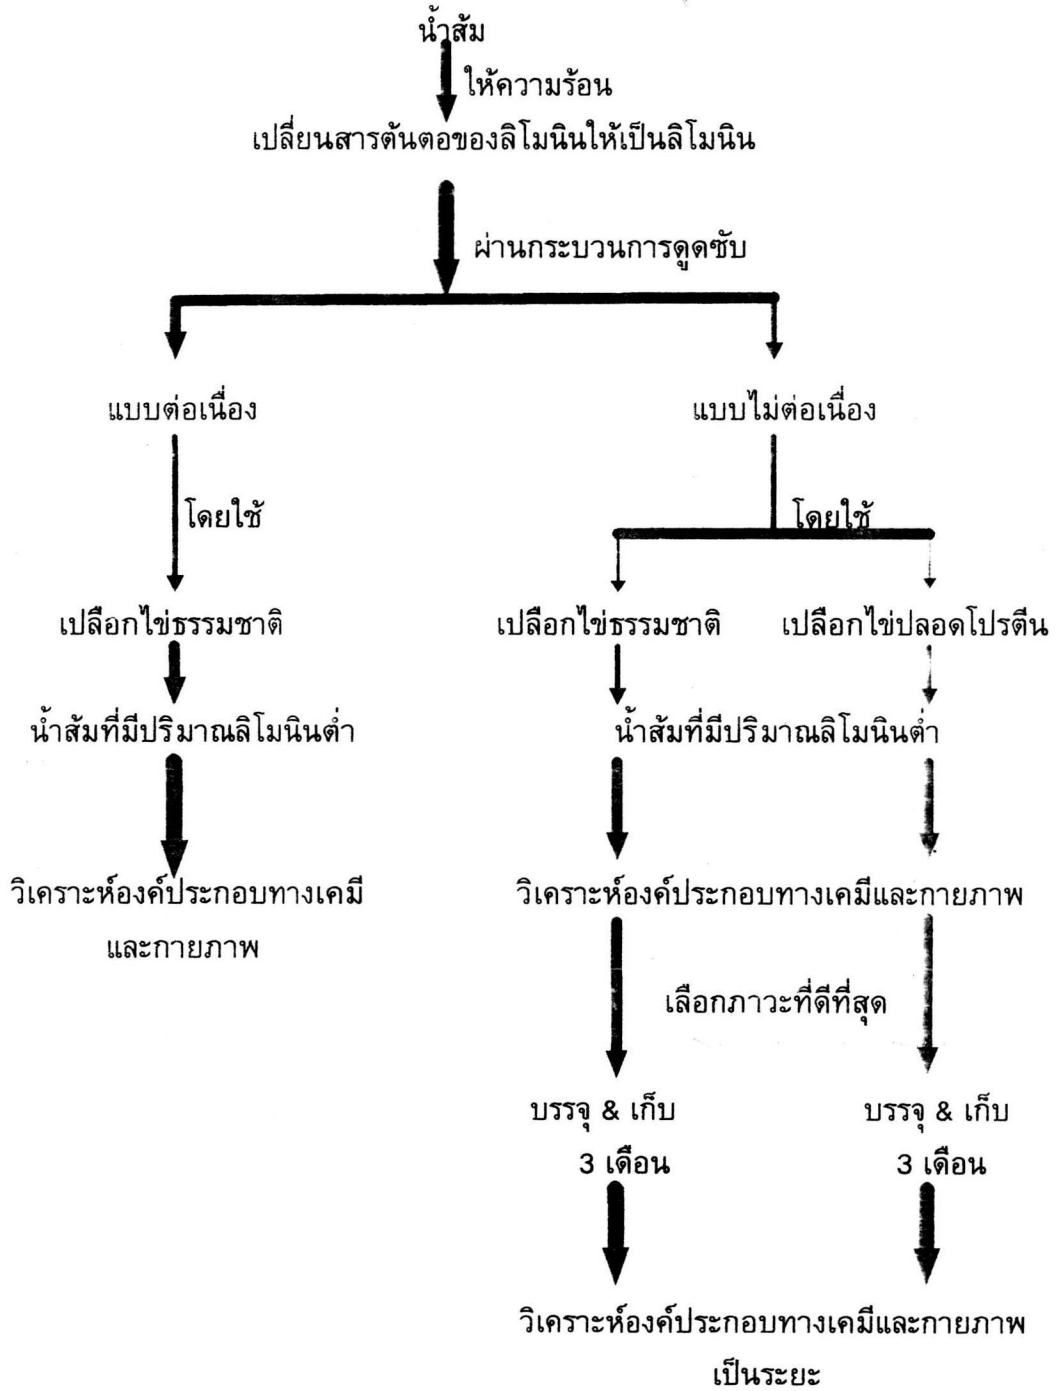 น้ำส้ม
ให้ความร้อน
เปลี่ยนสารต้นตอของลิโมนินให้เป็นลิโมนิน
ผ่านกระบวนการดูดซับ
แบบต่อเนื่อง
แบบไม่ต่อเนื่อง
โดยใช้
โดยใช้
เปลือกไข่ธรรมชาติ
เปลือกไข่ธรรมชาติ
เปลือกไข่ปลอดโปรตีน
น้ำส้มที่มีปริมาณลิโมนินต่ำ
น้ำส้มที่มีปริมาณลิโมนินต่ำ
วิเคราะห์องค์ประกอบทางเคมี
และกายภาพ
วิเคราะห์องค์ประกอบทางเคมีและกายภาพ
เลือกภาวะที่ดีที่สุด
บรรจุ & เก็บ
3 เดือน
บรรจุ & เก็บ
3 เดือน
วิเคราะห์องค์ประกอบทางเคมีและกายภาพ
เป็นระยะ